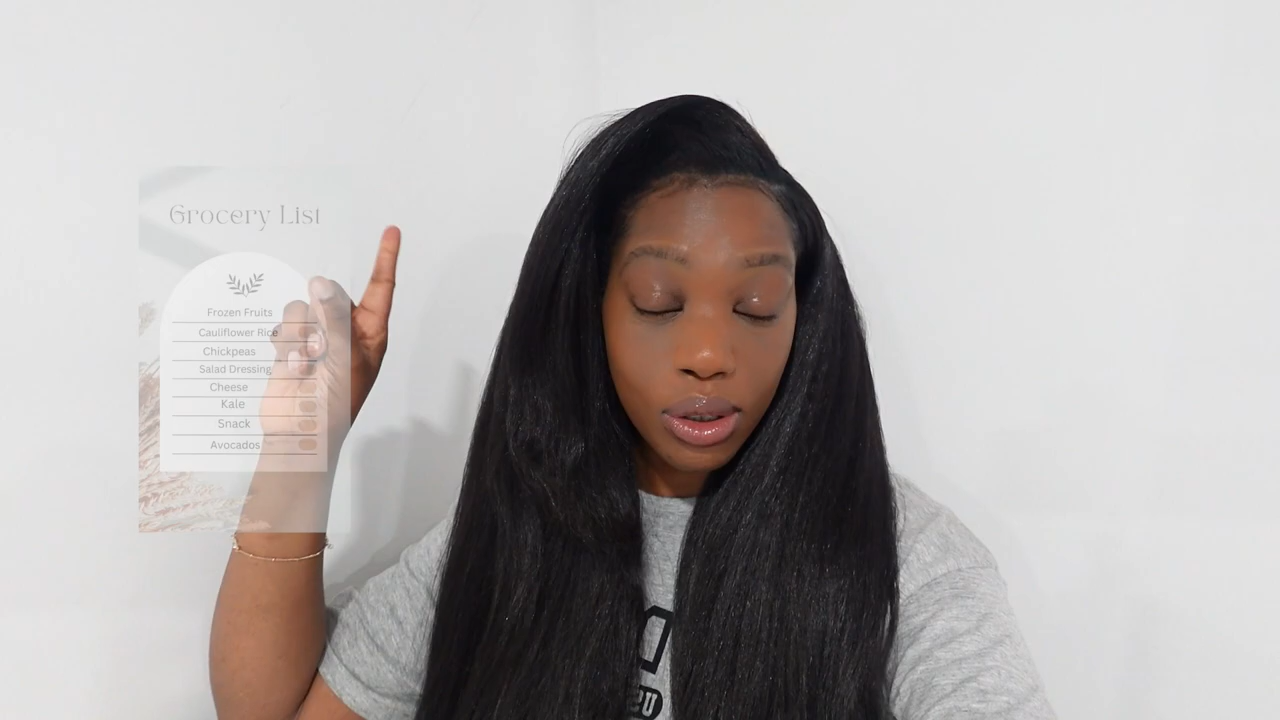 Grocery List
Frozen Fruits
Cauliflower Rice
Chickpeas
Salad Dressing
Cheese
Kale
Snack
Avocados